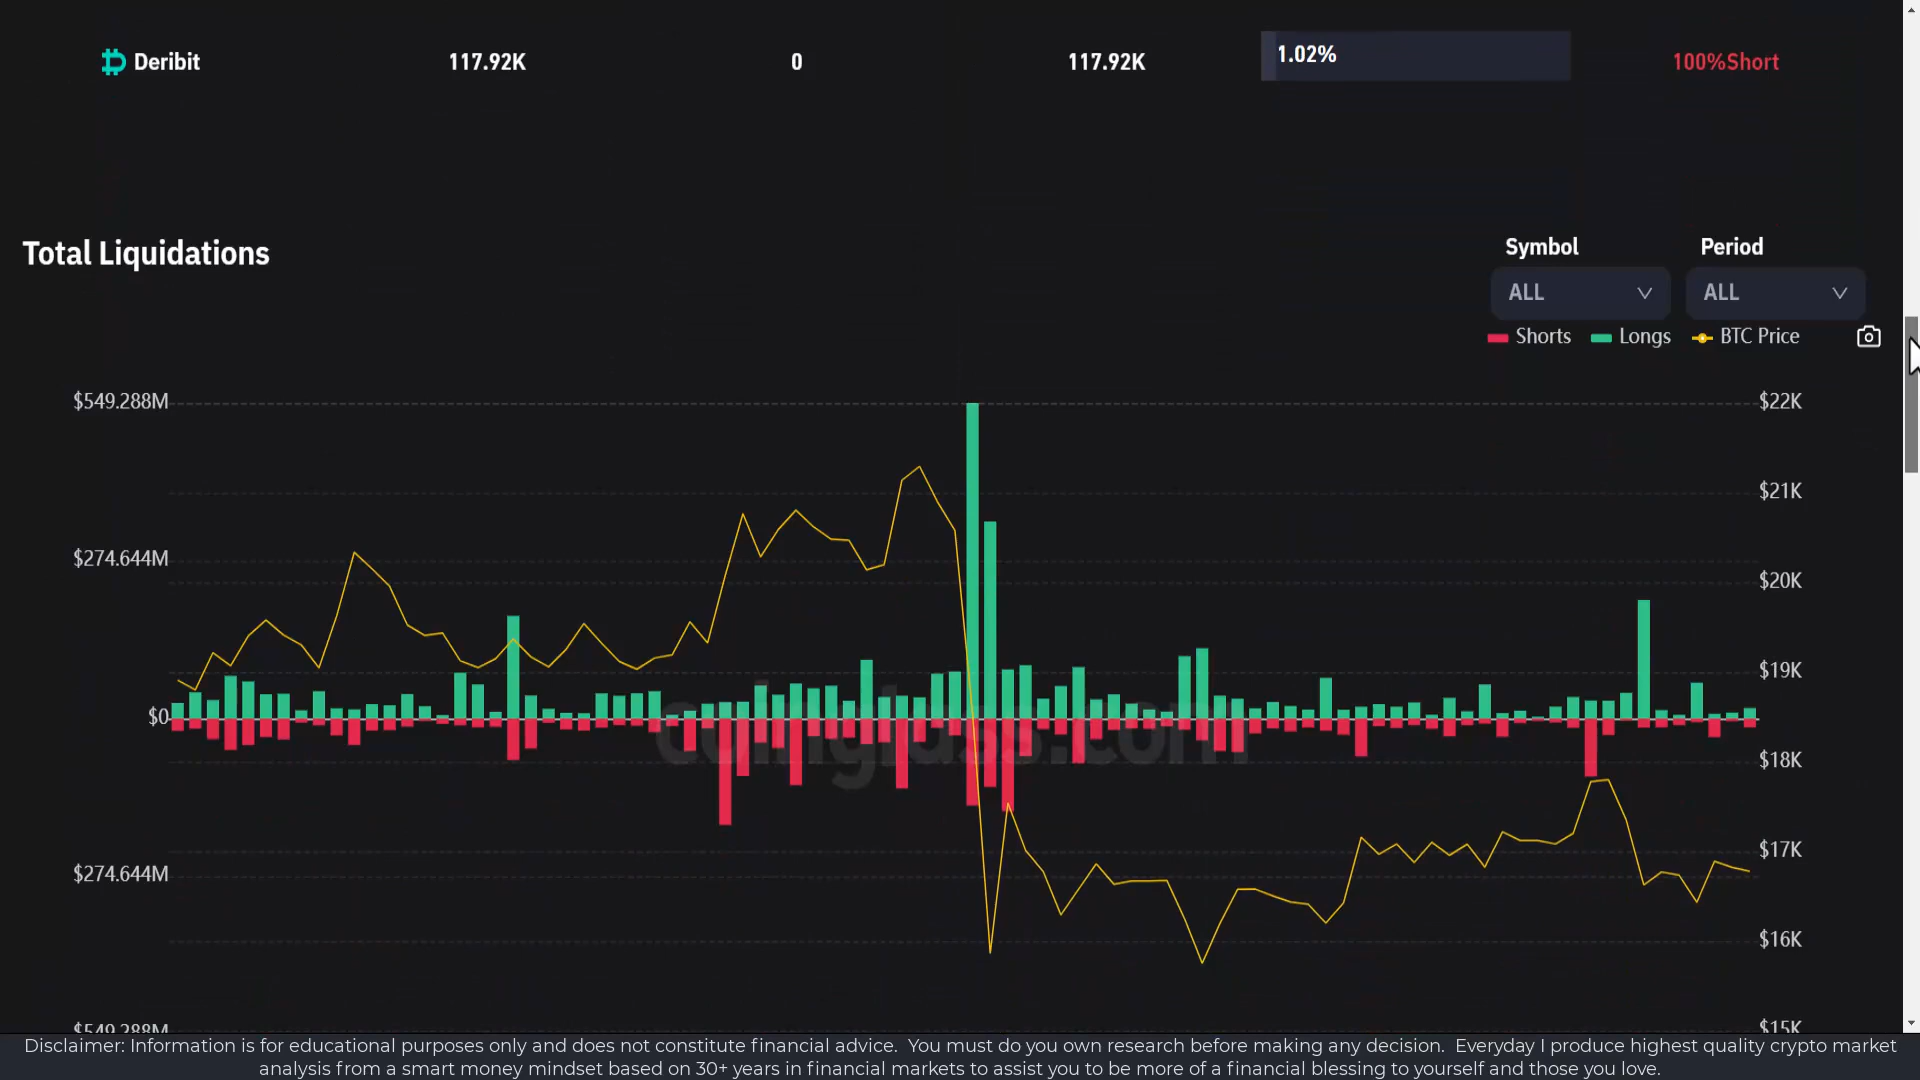 Deribit 117.92K 0 117.92K 1.02% 100%Short
Total Liquidations
Symbol Period
ALL ALL
Shorts Longs BTC Price
$549.288M $22K
$21K
$274.644M $20K
$19K
$0
coinglass.com
$18K
$274.644M $17K
$16K
$549.288M $15K
Disclaimer: Information is for educational purposes only and does not constitute financial advice. You must do you own research before making any decision. Everyday I produce highest quality crypto market
analysis from a smart money mindset based on 30+ years in financial markets to assist you to be more of a financial blessing to yourself and those you love.